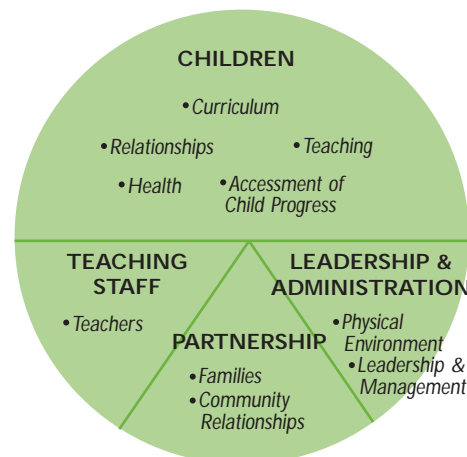 CHILDREN
• Curriculum
• Relationships
• Teaching
• Health
• Assessment of
Child Progress
TEACHING
STAFF
• Teachers
PARTNERSHIP
• Families
• Community
Relationships
LEADERSHIP &
ADMINISTRATION
• Physical
Environment
• Leadership &
Management